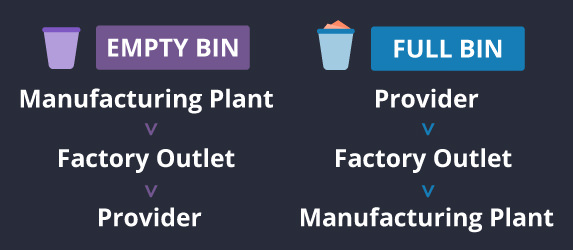 EMPTY BIN
Manufacturing Plant
Factory Outlet
Provider
FULL BIN
Provider
Factory Outlet
Manufacturing Plant